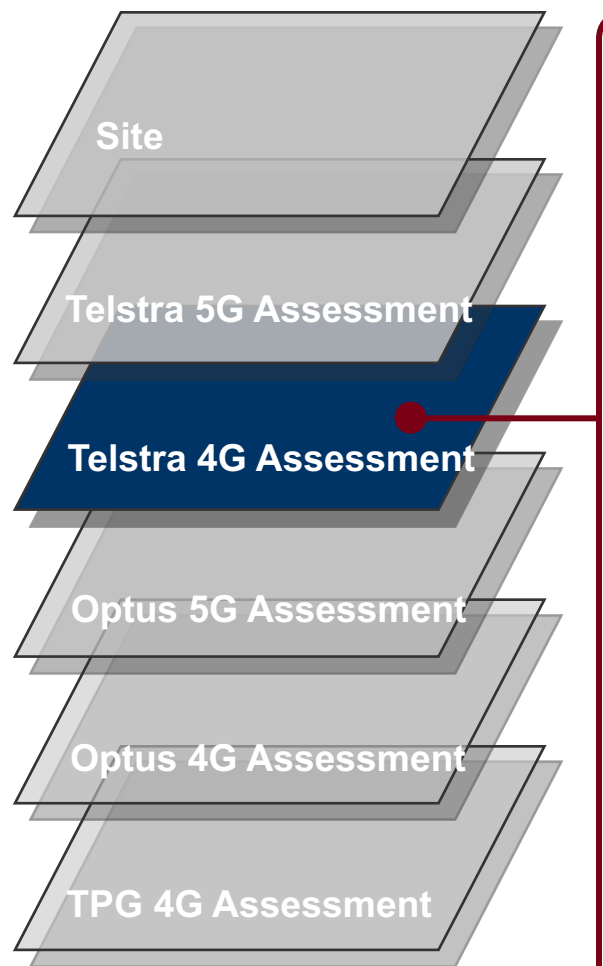 Site
Telstra 5G Assessment
Telstra 4G Assessment
Optus 5G Assessment
Optus 4G Assessment
TPG 4G Assessment